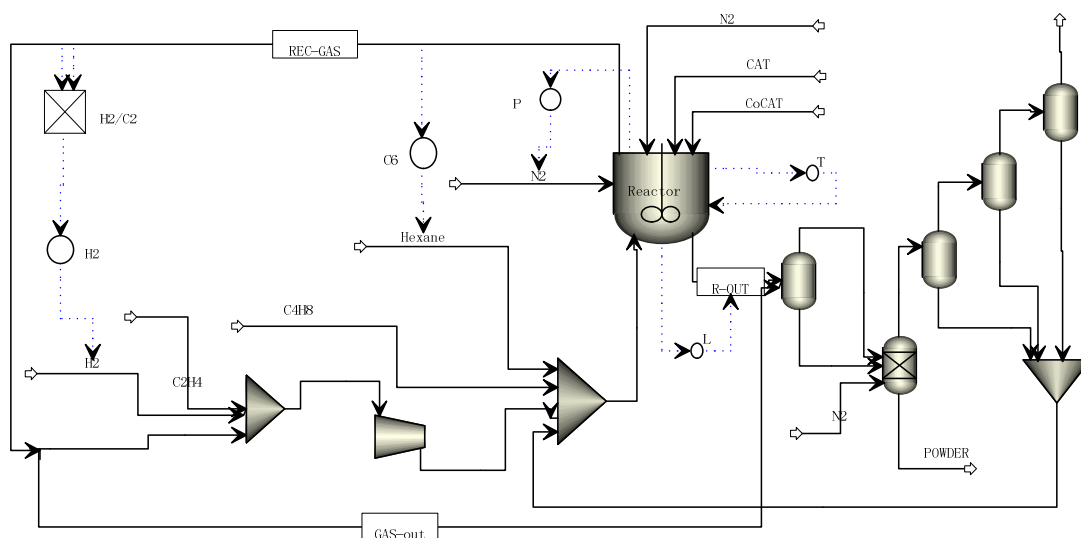 N2
REC-GAS
CAT
P
CoCAT
H2/C2
C6
T
N2
Reactor
Hexane
H2
R-OUT
C4H8
L
H2
C2H4
N2
POWDER
GAS-out